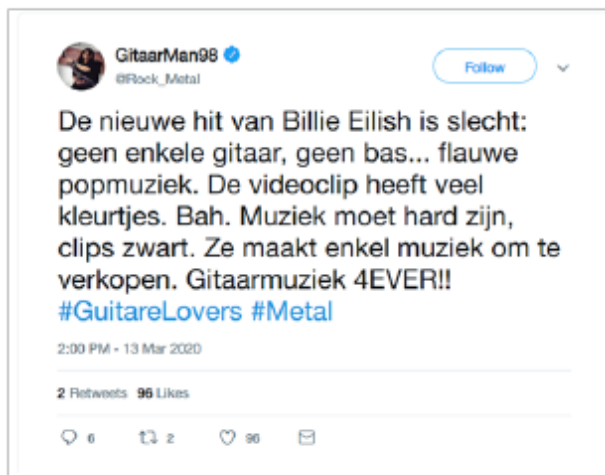 GitaarMan98
Follow
@Rock_Metal
De nieuwe hit van Billie Eilish is slecht:
geen enkele gitaar, geen bas... flauwe
popmuziek. De videoclip heeft veel
kleurtjes. Bah. Muziek moet hard zijn,
clips zwart. Ze maakt enkel muziek om te
verkopen. Gitaarmuziek 4EVER!!
#GuitareLovers #Metal
2:00 PM - 13 Mar 2020
2 Retweets 96 Likes
6 2 96